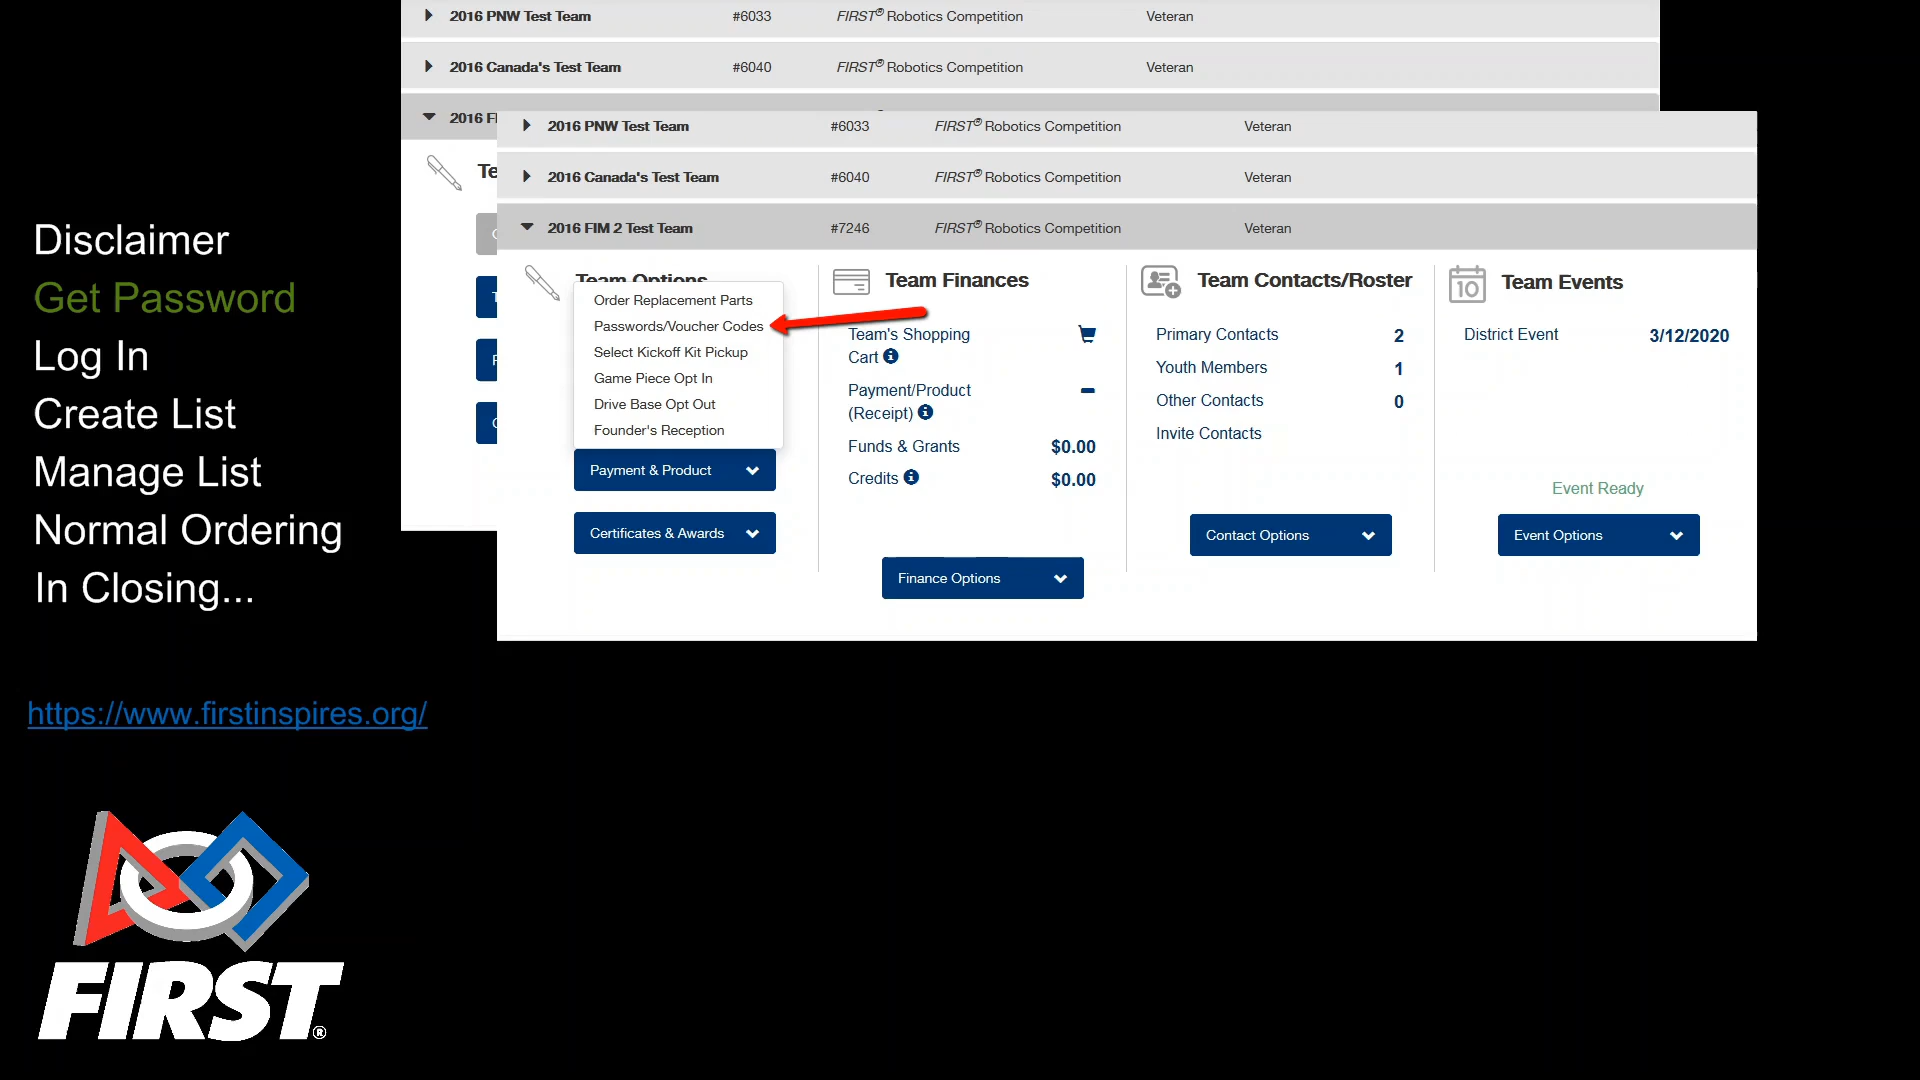 2016 PNW Test Team #6033 FIRST® Robotics Competition Veteran
2016 Canada's Test Team #6040 FIRST® Robotics Competition Veteran
2016 FI
Te
2016 PNW Test Team #6033 FIRST® Robotics Competition Veteran
2016 Canada's Test Team #6040 FIRST® Robotics Competition Veteran
2016 FIM 2 Test Team #7246 FIRST® Robotics Competition Veteran
Team Options
Order Replacement Parts
Passwords/Voucher Codes
Select Kickoff Kit Pickup
Game Piece Opt In
Drive Base Opt Out
Founder's Reception
Payment & Product
Certificates & Awards
Team Finances
Team's Shopping
Cart
Payment/Product
(Receipt)
Funds & Grants $0.00
Credits $0.00
Finance Options
Team Contacts/Roster
Primary Contacts 2
Youth Members 1
Other Contacts 0
Invite Contacts
Contact Options
10
Team Events
District Event 3/12/2020
Event Ready
Event Options
Disclaimer
Get Password
Log In
Create List
Manage List
Normal Ordering
In Closing...
https://www.firstinspires.org/
FIRST®